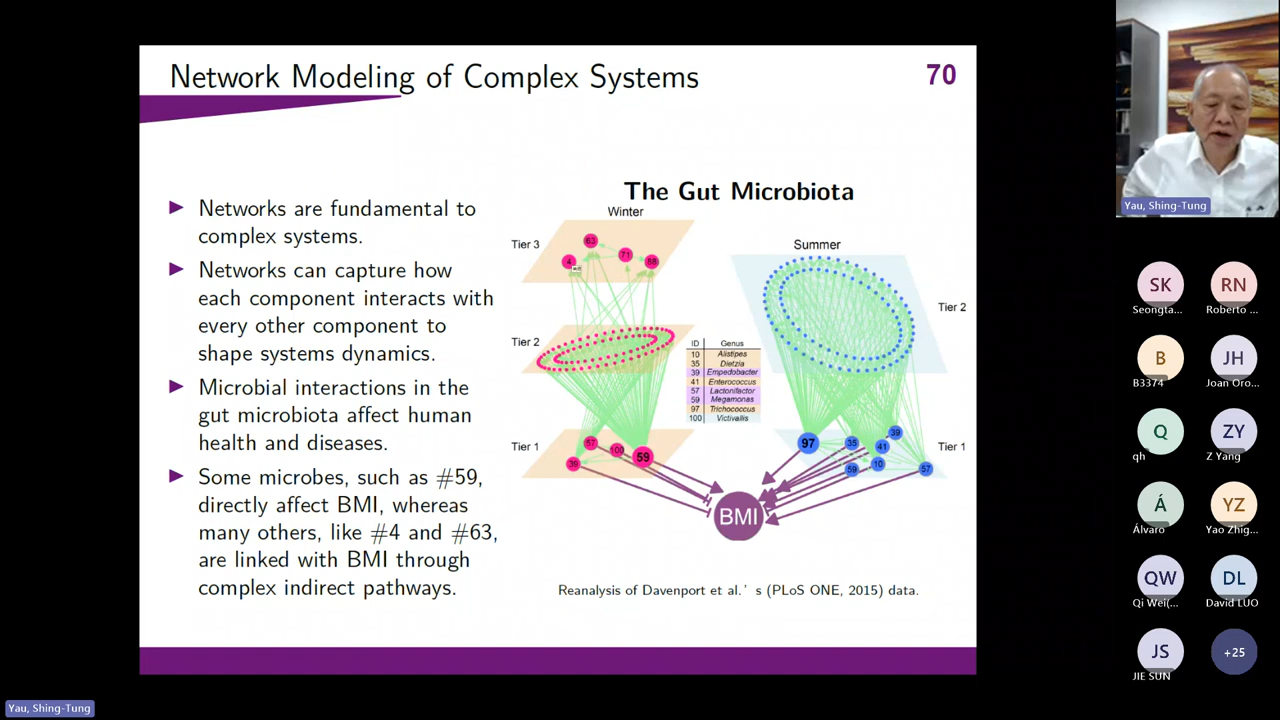 Network Modeling of Complex Systems
70
▶ Networks are fundamental to
complex systems.
▶ Networks can capture how
each component interacts with
every other component to
shape systems dynamics.
▶ Microbial interactions in the
gut microbiota affect human
health and diseases.
▶ Some microbes, such as #59,
directly affect BMI, whereas
many others, like #4 and #63,
are linked with BMI through
complex indirect pathways.
The Gut Microbiota
Winter
Tier 3
63
4
71
88
Tier 2
Tier 1
57
100
59
39
Summer
Tier 2
Tier 1
97
35
39
41
59
10
57
BMI
ID Genus
10 Alistipes
35 Dietzia
39 Empedobacter
41 Enterococcus
57 Lactonifactor
59 Megamonas
97 Trichococcus
100 Victivallis
Reanalysis of Davenport et al.' s (PLoS ONE, 2015) data.
Yau, Shing-Tung
SK
Seongta...
RN
Roberto ...
B
B3374
JH
Joan Oro...
Q
qh
ZY
Z Yang
Á
Álvaro
YZ
Yao Zhig...
QW
Qi Wei(...
DL
David LUO
JS
JIE SUN
+25
Yau, Shing-Tung